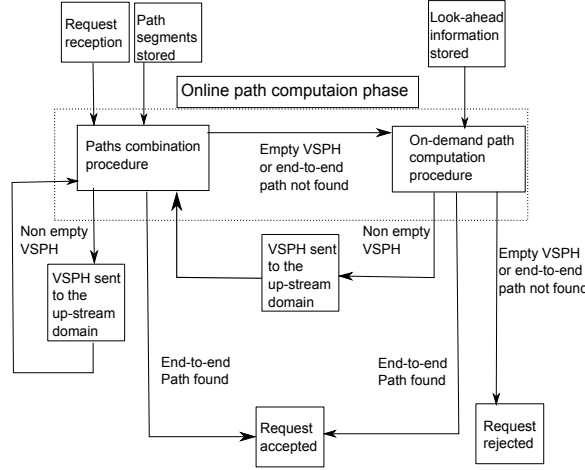 Request
reception
Path
segments
stored
Look-ahead
information
stored
Online path computaion phase
Paths combination
procedure
Empty VSPH
or end-to-end
path not found
On-demand path
computation
procedure
Non empty
VSPH
VSPH sent
to the
up-stream
domain
VSPH sent
to the
up-stream
domain
Non empty
VSPH
Empty VSPH
or end-to-end
path not found
End-to-end
Path found
End-to-end
Path found
Request
accepted
Request
rejected